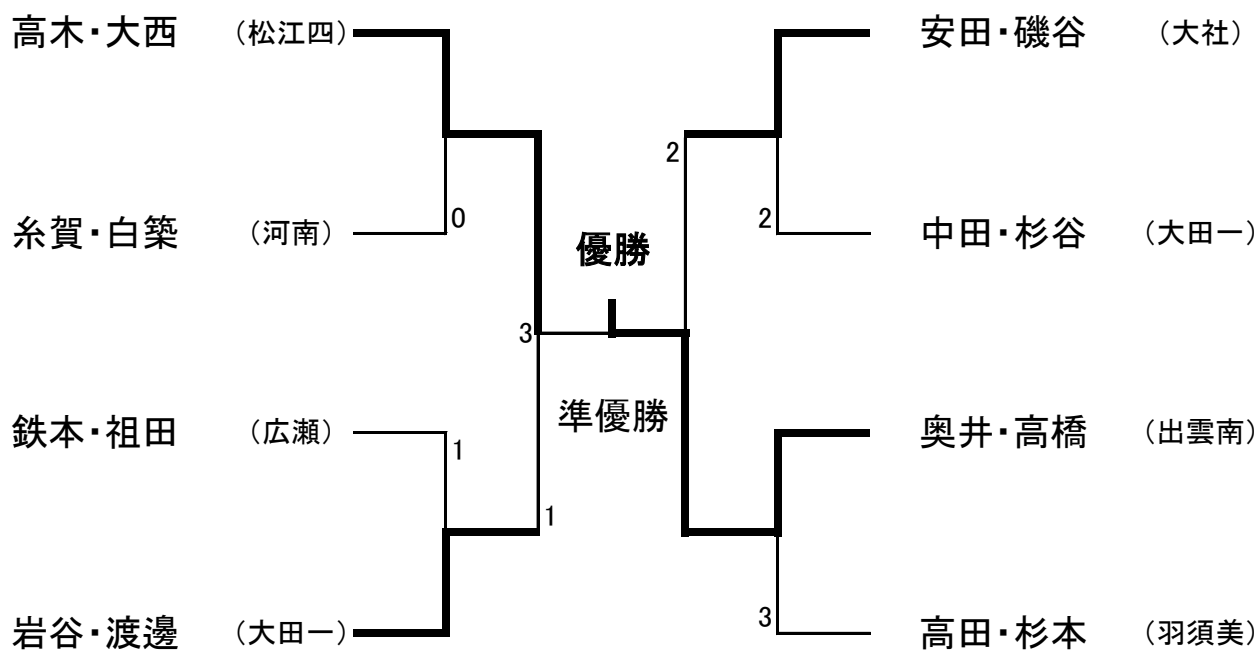 高木・大西 （松江四）
糸賀・白築 （河南）
0
鉄本・祖田 （広瀬）
1
岩谷・渡邊 （大田一）
1
3
優勝
準優勝
安田・磯谷 （大社）
2
2
中田・杉谷 （大田一）
奥井・高橋 （出雲南）
3
高田・杉本 （羽須美）